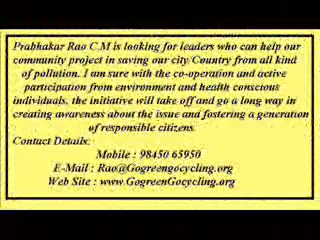 Prabhakar Rao C M is looking for leaders who can help our
community project in saving our city/Country from all kind
of pollution. I am sure with the co-operation and active
participation from environment and health conscious
individuals, the initiative will take off and go a long way in
creating awareness about the issue and fostering a generation
of responsible citizens.
Contact Details:
Mobile : 98450 65950
E-Mail : Rao@Gogreengocycling.org
Web Site : www.GogreenGocycling.org